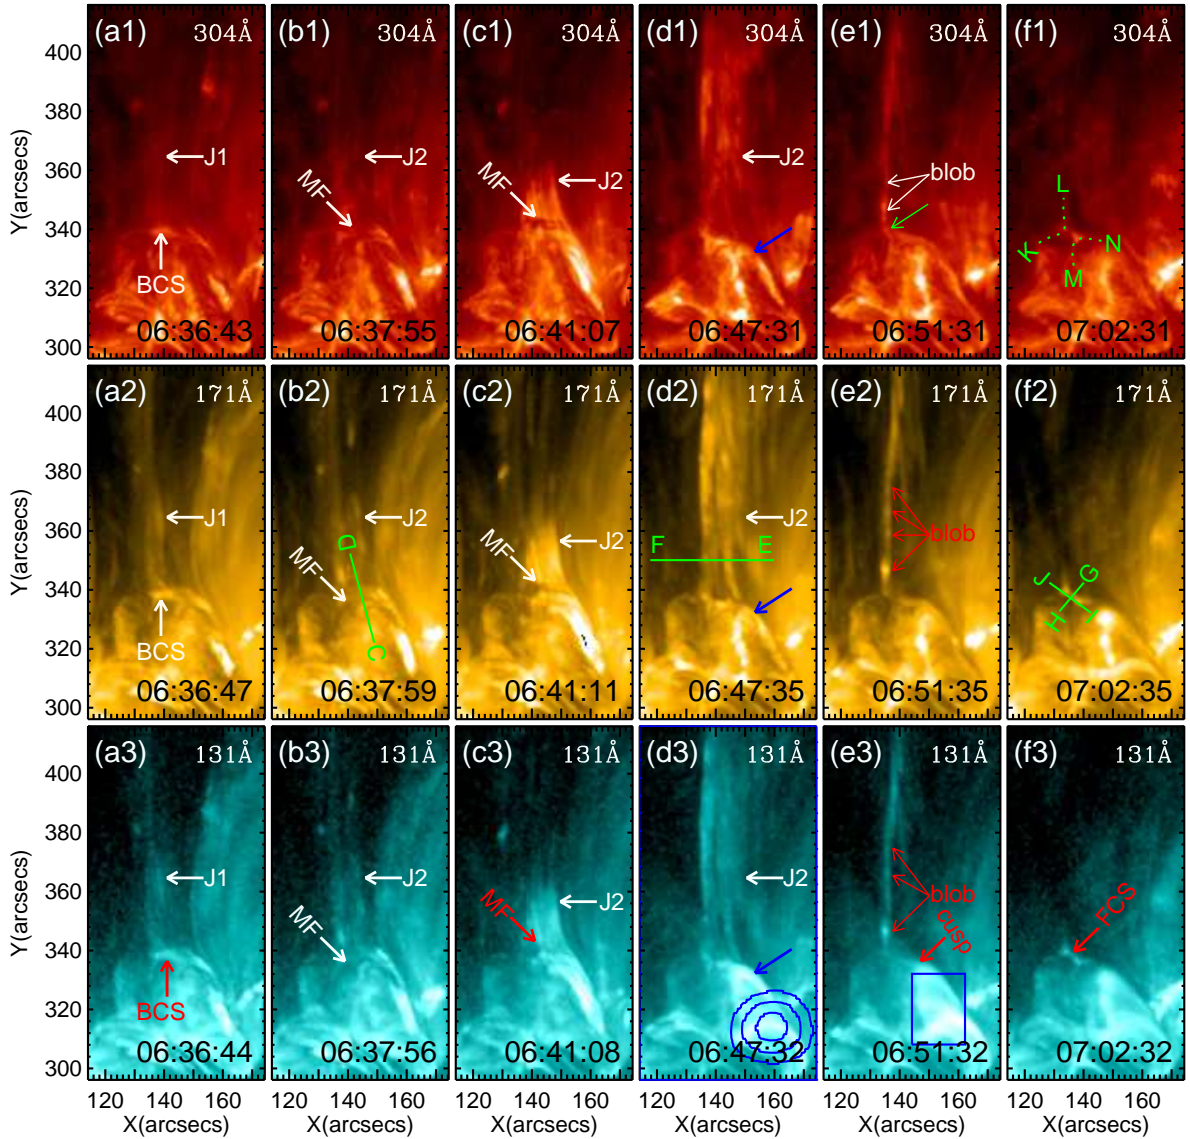 (a1) 304Å
(b1) 304Å
(c1) 304Å
(d1) 304Å
(e1) 304Å
(f1) 304Å
400
380
360
340
320
300
Y(arcsecs)
J1
BCS
06:36:43
J2
MF
06:37:55
MF
J2
06:41:07
J2
06:47:31
blob
06:51:31
L
K
N
M
07:02:31
(a2) 171Å
(b2) 171Å
(c2) 171Å
(d2) 171Å
(e2) 171Å
(f2) 171Å
400
380
360
340
320
300
Y(arcsecs)
J1
BCS
06:36:47
J2
D
MF
C
06:37:59
MF
J2
06:41:11
J2
F E
06:47:35
blob
06:51:35
J G
H I
07:02:35
(a3) 131Å
(b3) 131Å
(c3) 131Å
(d3) 131Å
(e3) 131Å
(f3) 131Å
400
380
360
340
320
300
Y(arcsecs)
J1
BCS
06:36:44
J2
MF
06:37:56
MF
J2
06:41:08
J2
06:47:32
blob
cusp
06:51:32
FCS
07:02:32
120 140 160
120 140 160
120 140 160
120 140 160
120 140 160
120 140 160
X(arcsecs)
X(arcsecs)
X(arcsecs)
X(arcsecs)
X(arcsecs)
X(arcsecs)